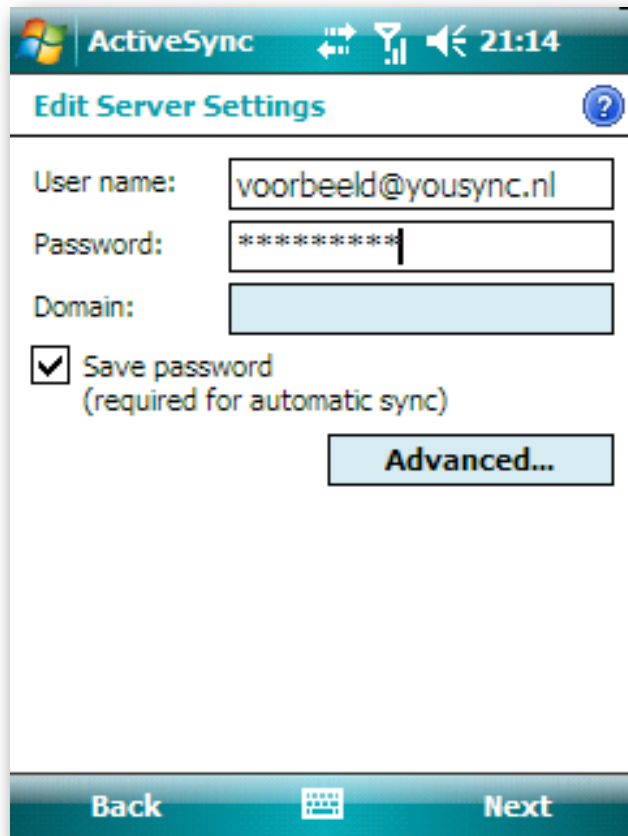 ActiveSync 21:14
Edit Server Settings ?
User name: voorbeeld@yousync.nl
Password: *********
Domain:
Save password
(required for automatic sync)
Advanced...
Back Next